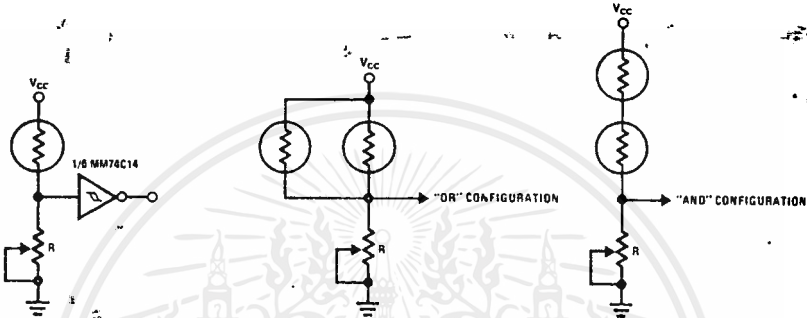 VCC
1/6 MM74C14
R
VCC
"OR" CONFIGURATION
R
VCC
"AND" CONFIGURATION
R